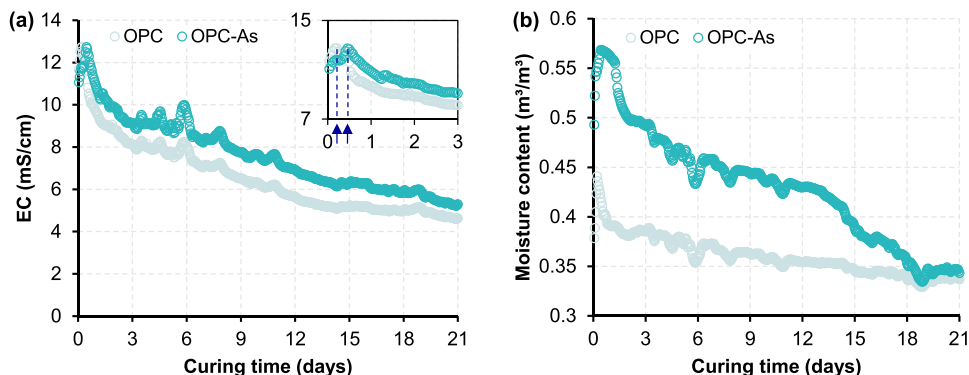 (a)
EC (mS/cm)
14
12
10
8
6
4
2
0
OPC
OPC-As
15
7
0 1 2 3
0 3 6 9 12 15 18 21
Curing time (days)
(b)
Moisture content (m³/m³)
0.6
0.55
0.5
0.45
0.4
0.35
0.3
OPC
OPC-As
0 3 6 9 12 15 18 21
Curing time (days)